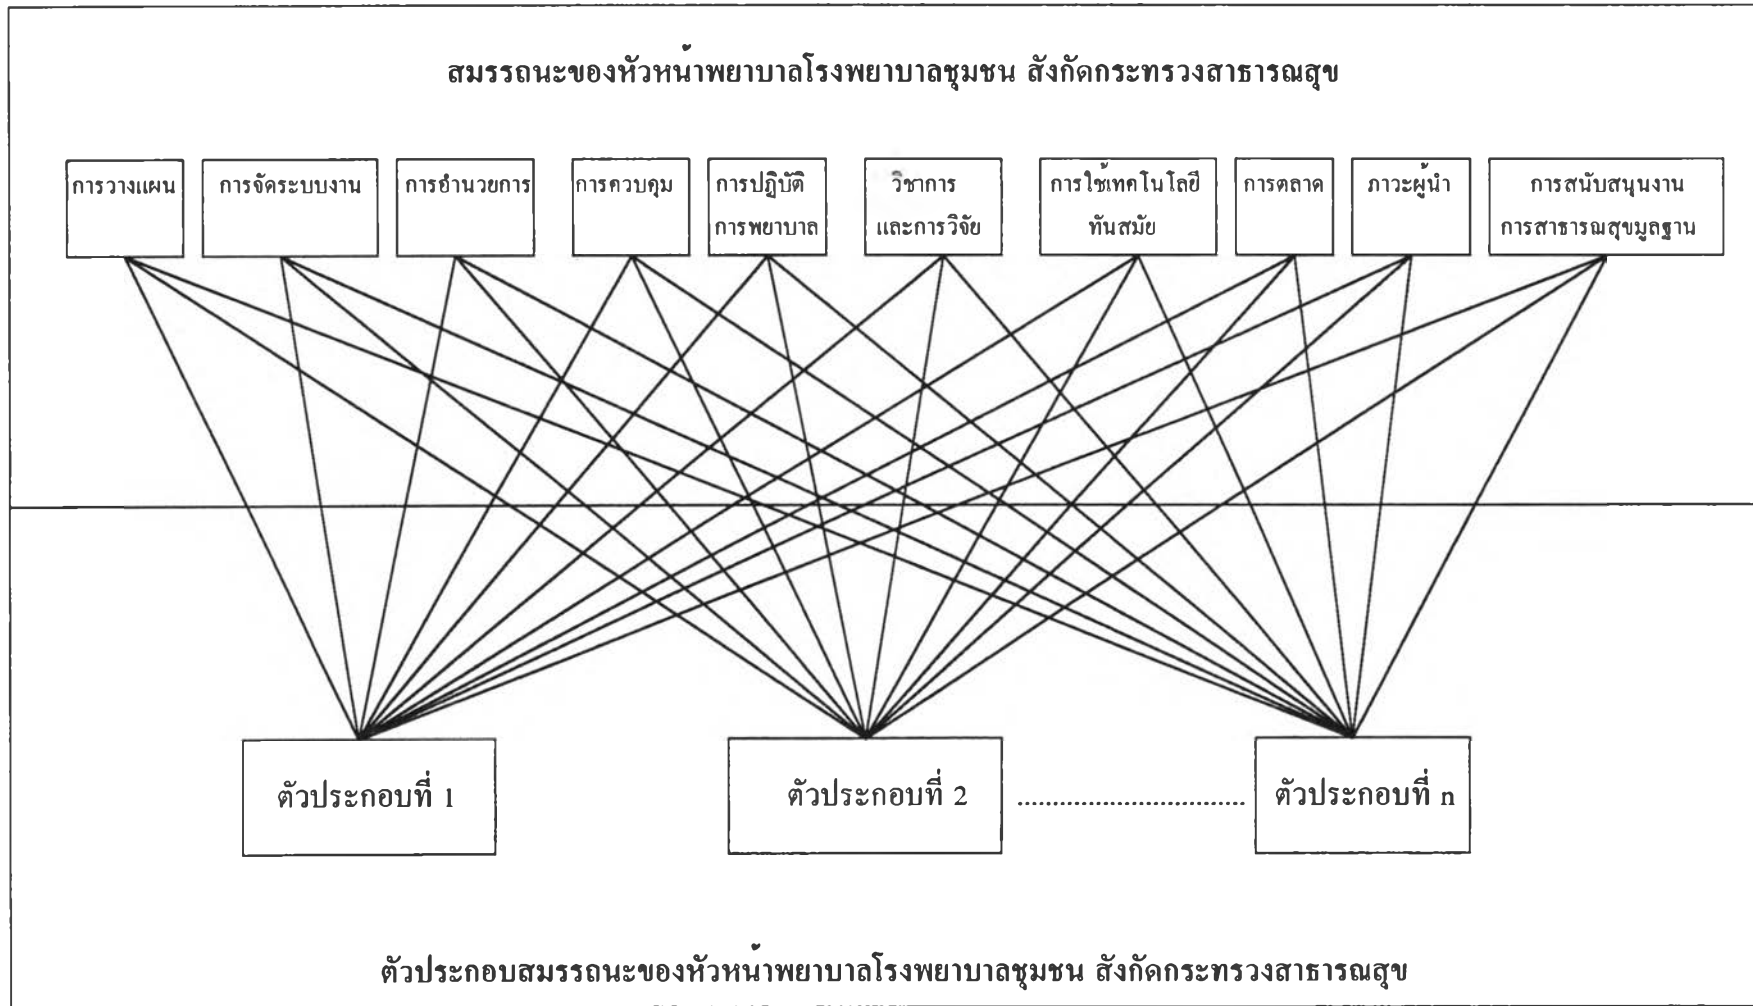 สมรรถนะของหัวหน้าพยาบาลโรงพยาบาลชุมชน สังกัดกระทรวงสาธารณสุข
การวางแผน
การจัดระบบงาน
การอำนวยการ
การควบคุม
การปฏิบัติ
การพยาบาล
วิชาการ
และการวิจัย
การใช้เทคโนโลยี
ทันสมัย
การตลาด
ภาวะผู้นำ
การสนับสนุนงาน
การสาธารณสุขมูลฐาน
ตัวประกอบที่ 1
ตัวประกอบที่ 2
..............................
ตัวประกอบที่ n
ตัวประกอบสมรรถนะของหัวหน้าพยาบาลโรงพยาบาลชุมชน สังกัดกระทรวงสาธารณสุข